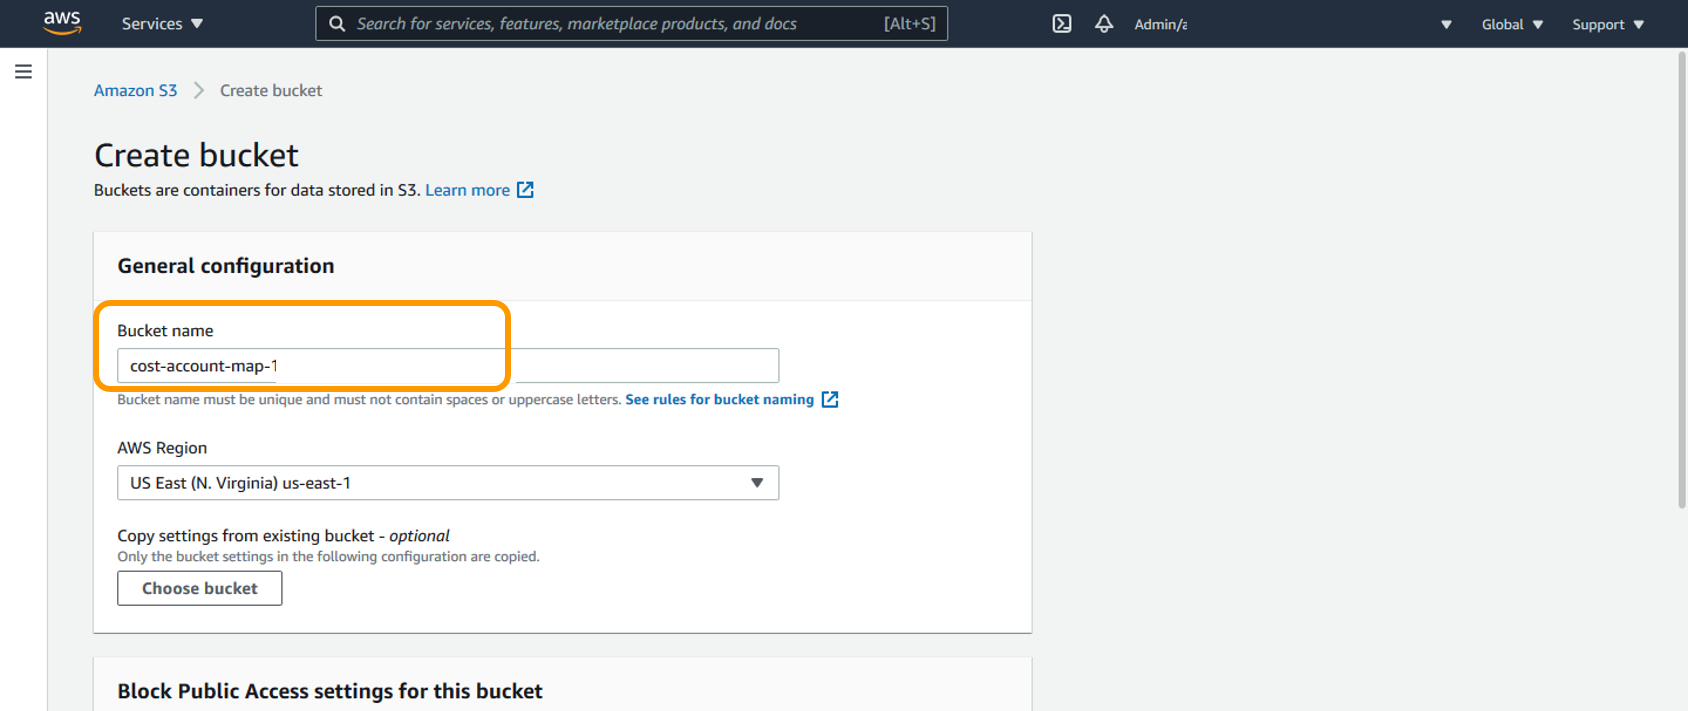 aws Services Search for services, features, marketplace products, and docs [Alt+S] Admin/a Global Support
Amazon S3 Create bucket
Create bucket
Buckets are containers for data stored in S3. Learn more
General configuration
Bucket name
cost-account-map-1
Bucket name must be unique and must not contain spaces or uppercase letters. See rules for bucket naming
AWS Region
US East (N. Virginia) us-east-1
Copy settings from existing bucket - optional
Only the bucket settings in the following configuration are copied.
Choose bucket
Block Public Access settings for this bucket